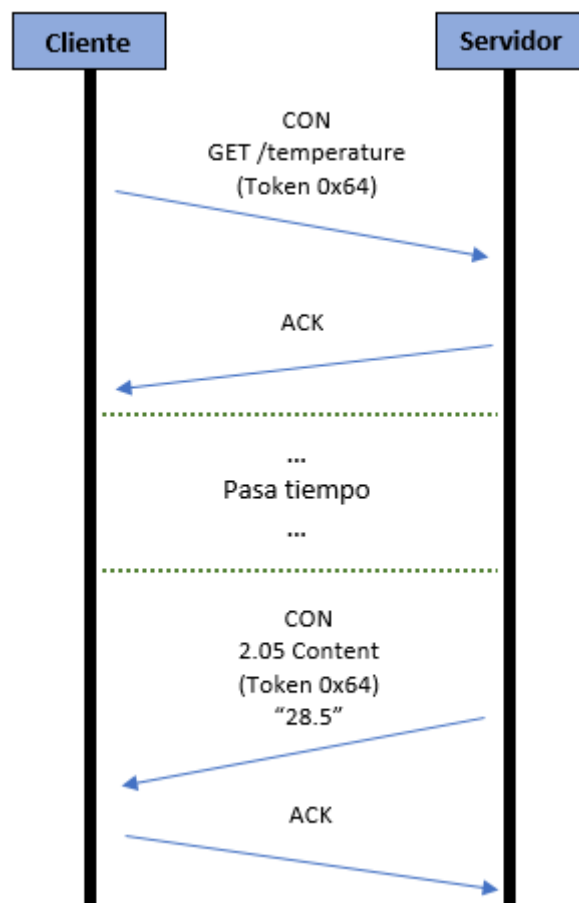 Cliente
Servidor
CON
GET /temperature
(Token 0x64)
ACK
...
Pasa tiempo
...
CON
2.05 Content
(Token 0x64)
“28.5”
ACK